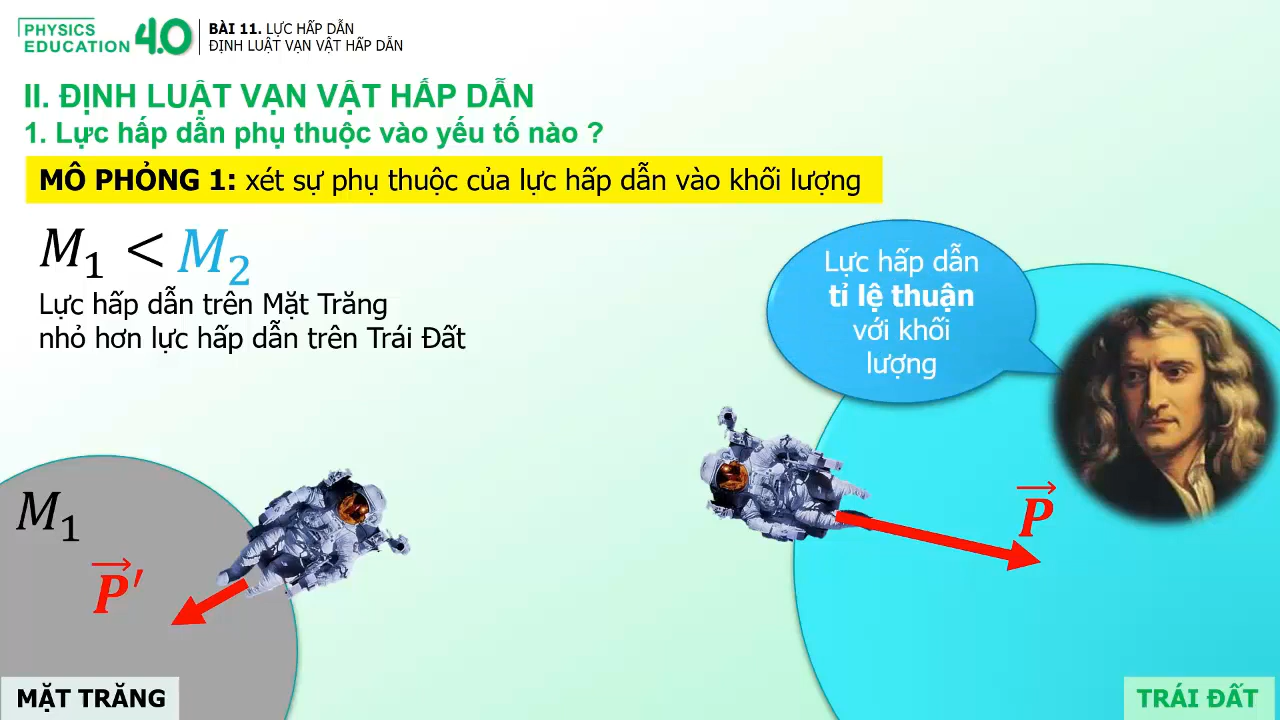 PHYSICS
EDUCATION 4.0
BÀI 11. LỰC HẤP DẪN
ĐỊNH LUẬT VẠN VẬT HẤP DẪN
II. ĐỊNH LUẬT VẠN VẬT HẤP DẪN
1. Lực hấp dẫn phụ thuộc vào yếu tố nào ?
MÔ PHỎNG 1: xét sự phụ thuộc của lực hấp dẫn vào khối lượng
M₁ < M₂
Lực hấp dẫn trên Mặt Trăng
nhỏ hơn lực hấp dẫn trên Trái Đất
Lực hấp dẫn
tỉ lệ thuận
với khối
lượng
M₁
P⃗′
P⃗
MẶT TRĂNG
TRÁI ĐẤT